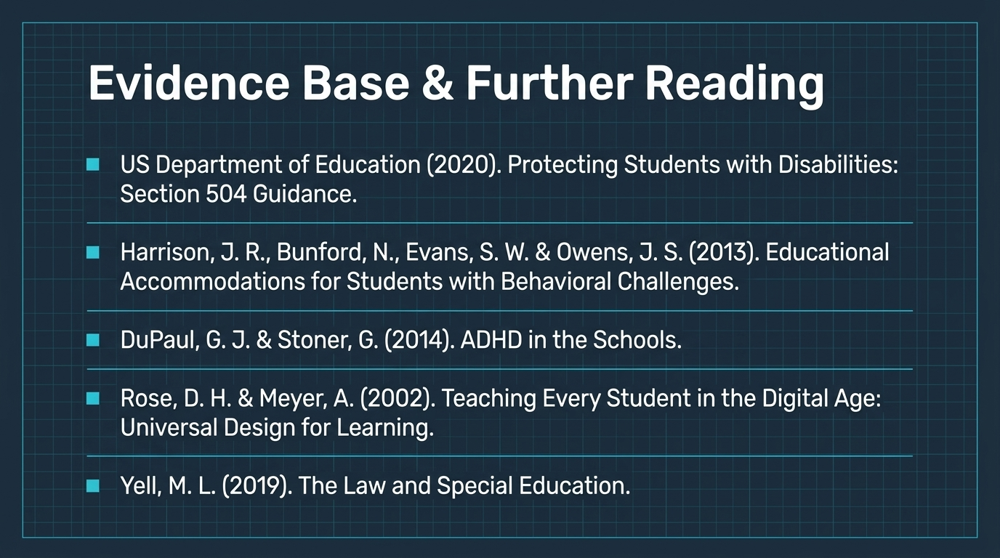 Evidence Base & Further Reading
US Department of Education (2020). Protecting Students with Disabilities:
Section 504 Guidance.
Harrison, J. R., Bunford, N., Evans, S. W. & Owens, J. S. (2013). Educational
Accommodations for Students with Behavioral Challenges.
DuPaul, G. J. & Stoner, G. (2014). ADHD in the Schools.
Rose, D. H. & Meyer, A. (2002). Teaching Every Student in the Digital Age:
Universal Design for Learning.
Yell, M. L. (2019). The Law and Special Education.